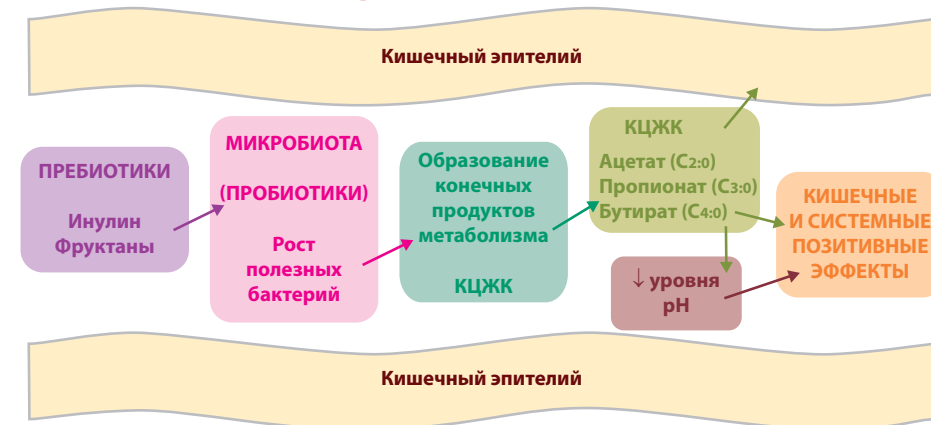 Кишечный эпителий
ПРЕБИОТИКИ
Инулин
Фруктаны
МИКРОБИОТА
(ПРОБИОТИКИ)
Рост
полезных
бактерий
Образование
конечных
продуктов
метаболизма
КЦЖК
КЦЖК
Ацетат (C2:0)
Пропионат (C3:0)
Бутират (C4:0)
↓ уровня
pH
КИШЕЧНЫЕ
И СИСТЕМНЫЕ
ПОЗИТИВНЫЕ
ЭФФЕКТЫ
Кишечный эпителий